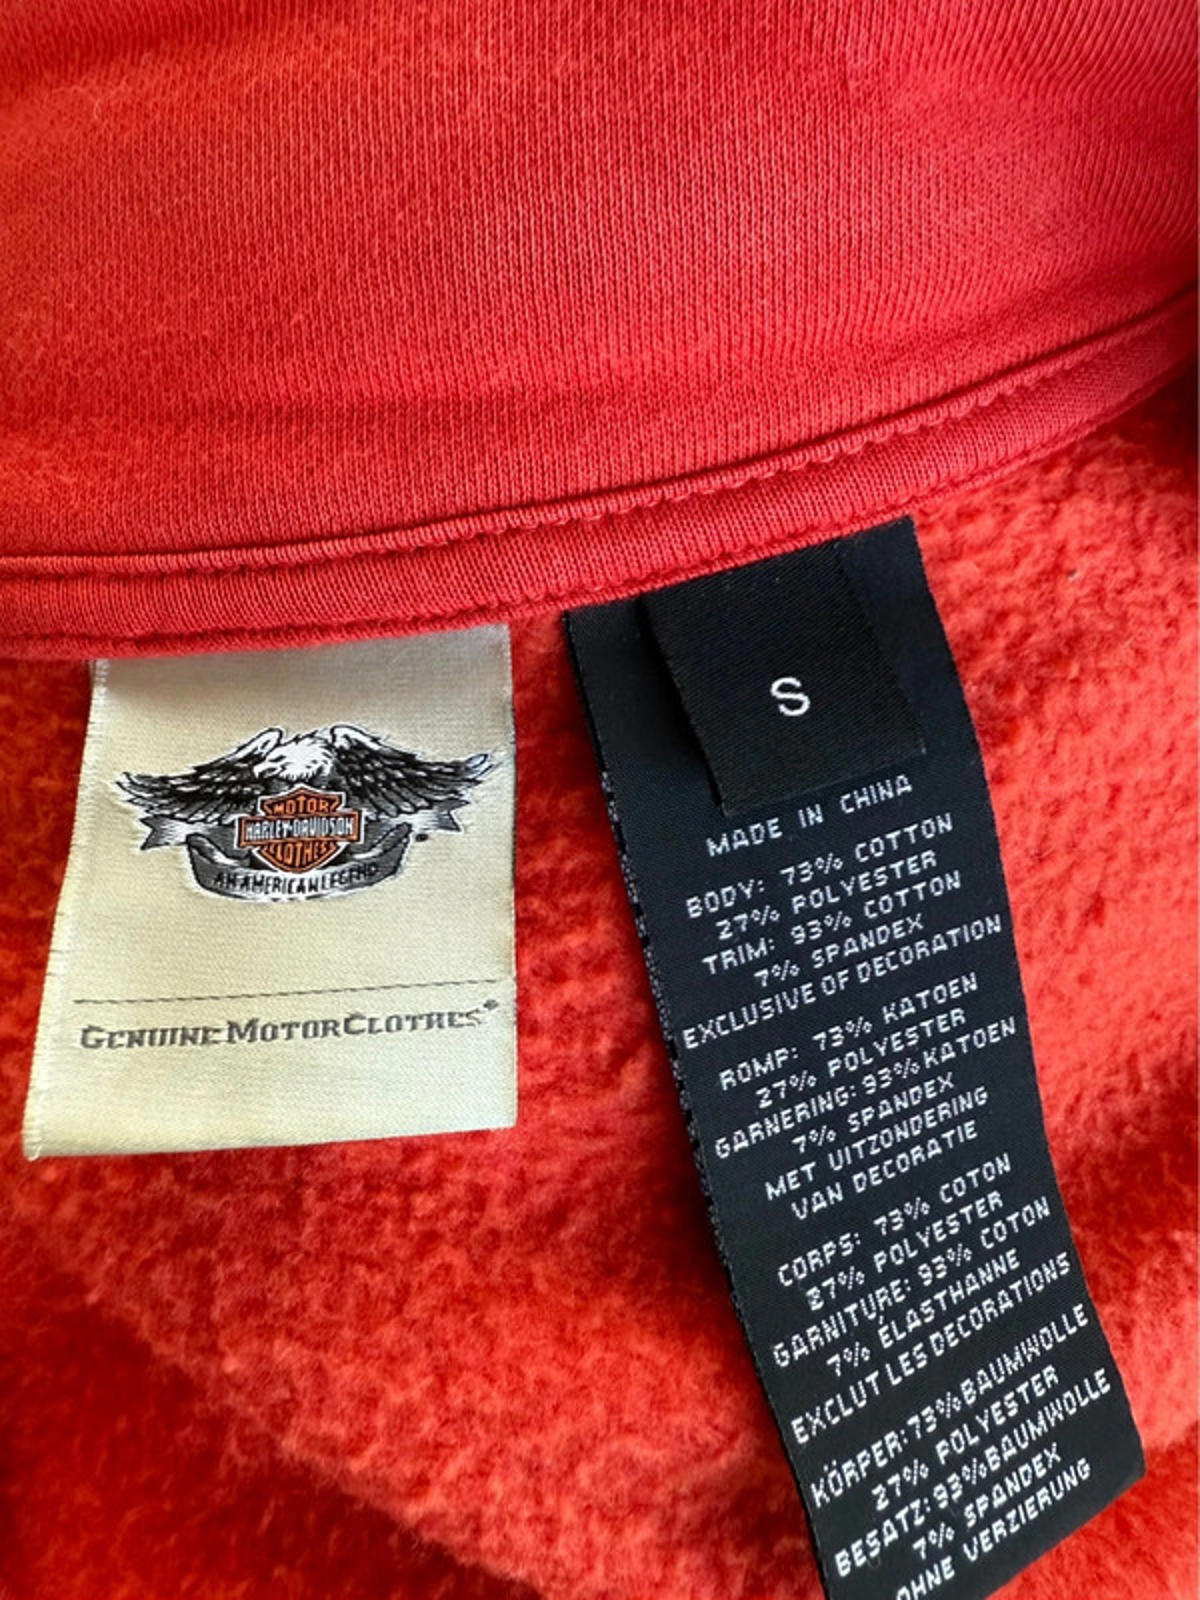 MOTOR
HARLEY-DAVIDSON
CLOTHES
AN AMERICAN LEGEND
GENUINE MOTORCLOTHES®
S
MADE IN CHINA
BODY: 73% COTTON
27% POLYESTER
TRIM: 93% COTTON
7% SPANDEX
EXCLUSIVE OF DECORATION
ROMP: 73% KATOEN
27% POLYESTER
GARNERING: 93% KATOEN
7% SPANDEX
MET UITZONDERING
VAN DECORATIE
CORPS: 73% COTON
27% POLYESTER
GARNITURE: 93% COTON
7% ÉLASTHANNE
EXCLUT LES DECORATIONS
KÖRPER: 73% BAUMWOLLE
27% POLYESTER
BESATZ: 93% BAUMWOLLE
7% SPANDEX
OHNE VERZIERUNG